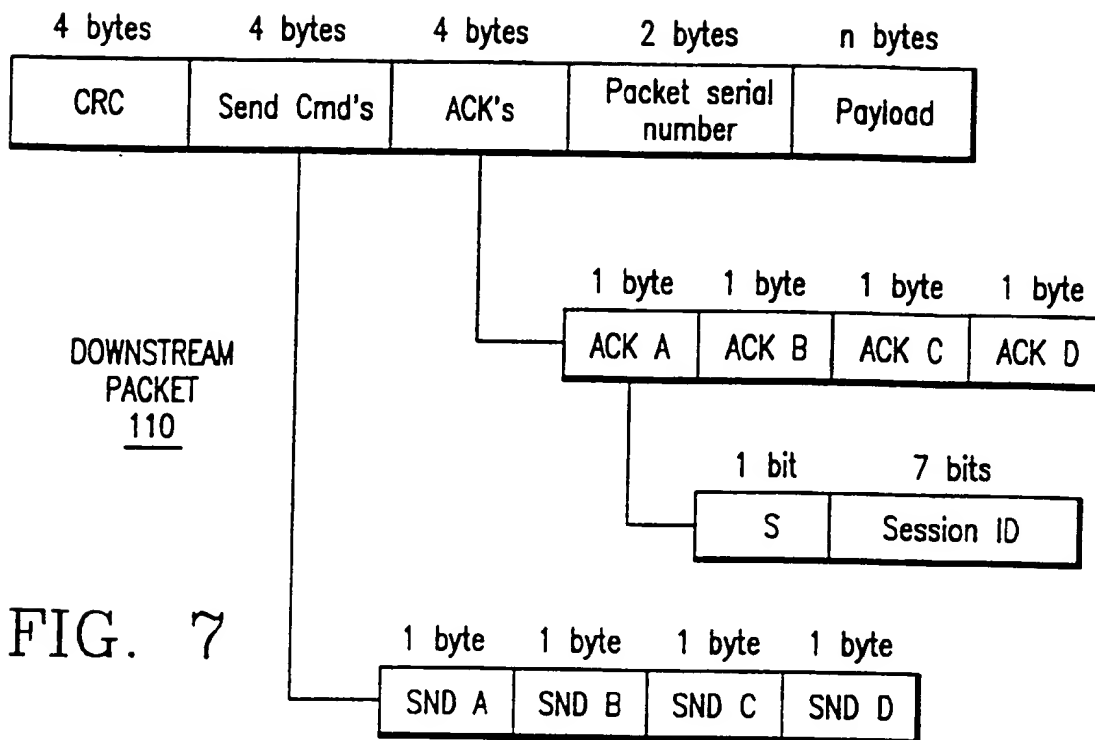 4 bytes 4 bytes 4 bytes 2 bytes n bytes
CRC Send Cmd's ACK's Packet serial number Payload
1 byte 1 byte 1 byte 1 byte
ACK A ACK B ACK C ACK D
DOWNSTREAM
PACKET
110
1 bit 7 bits
S Session ID
FIG. 7
1 byte 1 byte 1 byte 1 byte
SND A SND B SND C SND D